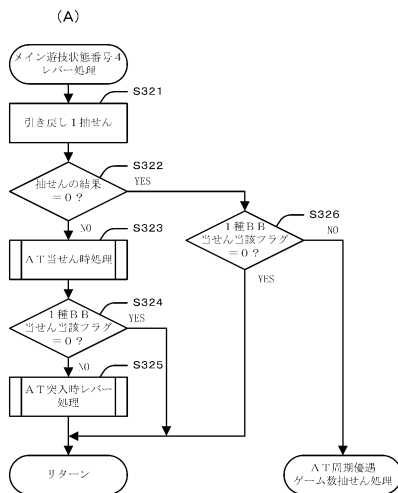 (A)
メイン遊技状態番号4
レバー処理
S321
引き戻し1抽せん
S322
抽せんの結果
=0?
YES
NO
S323
AT当せん時処理
S326
1種BB
当せん当該フラグ
=0?
NO
YES
S324
1種BB
当せん当該フラグ
=0?
YES
NO
S325
AT突入時レバー
処理
リターン
AT周期優遇
ゲーム数抽せん処理